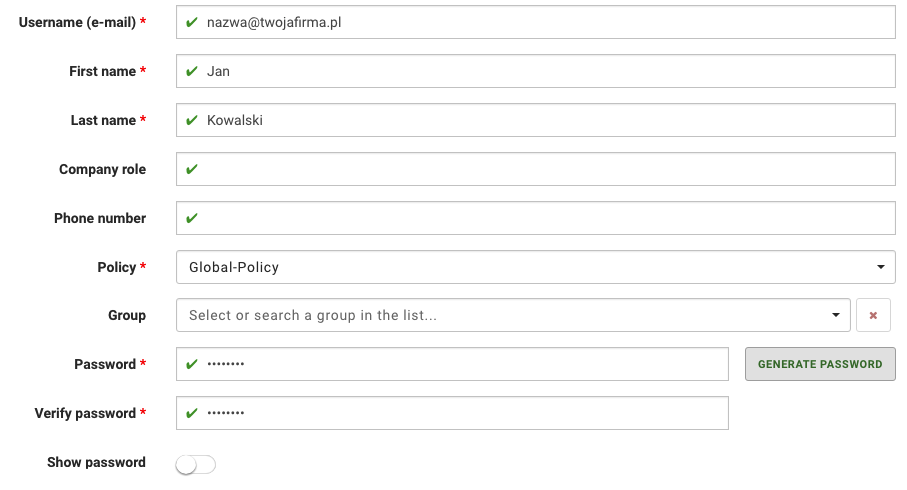 Username (e-mail) * ✔ nazwa@twojafirma.pl
First name * ✔ Jan
Last name * ✔ Kowalski
Company role ✔
Phone number ✔
Policy * Global-Policy
Group Select or search a group in the list...
Password * ✔ •••••••• GENERATE PASSWORD
Verify password * ✔ ••••••••
Show password